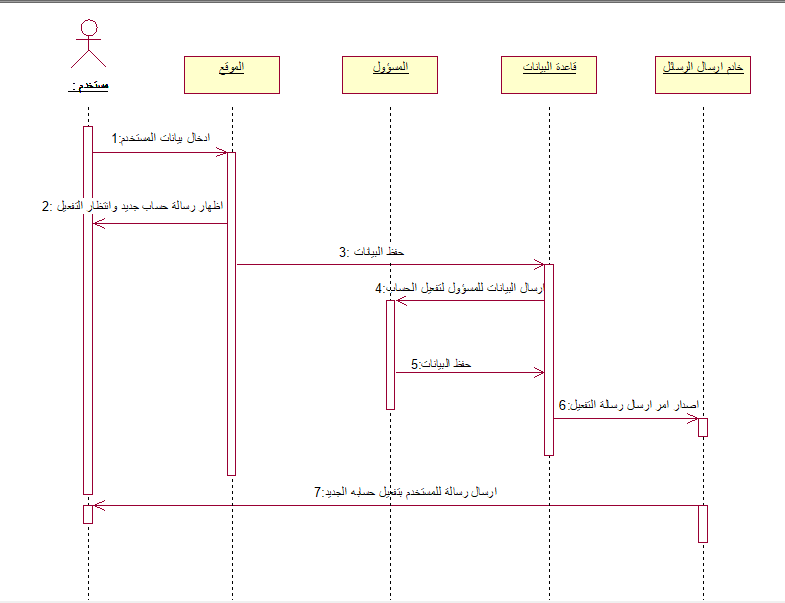 مستخدم :
الموقع
المسؤول
قاعدة البيانات
خادم ارسال الرسائل
1:ادخال بيانات المستخدم
2: اظهار رسالة حساب جديد وانتظار التفعيل
3: حفظ البيانات
4:ارسال البيانات للمسؤول لتفعيل الحساب
5:حفظ البيانات
6:اصدار امر ارسال رسالة التفعيل
7:ارسال رسالة للمستخدم بتفعيل حسابه الجديد